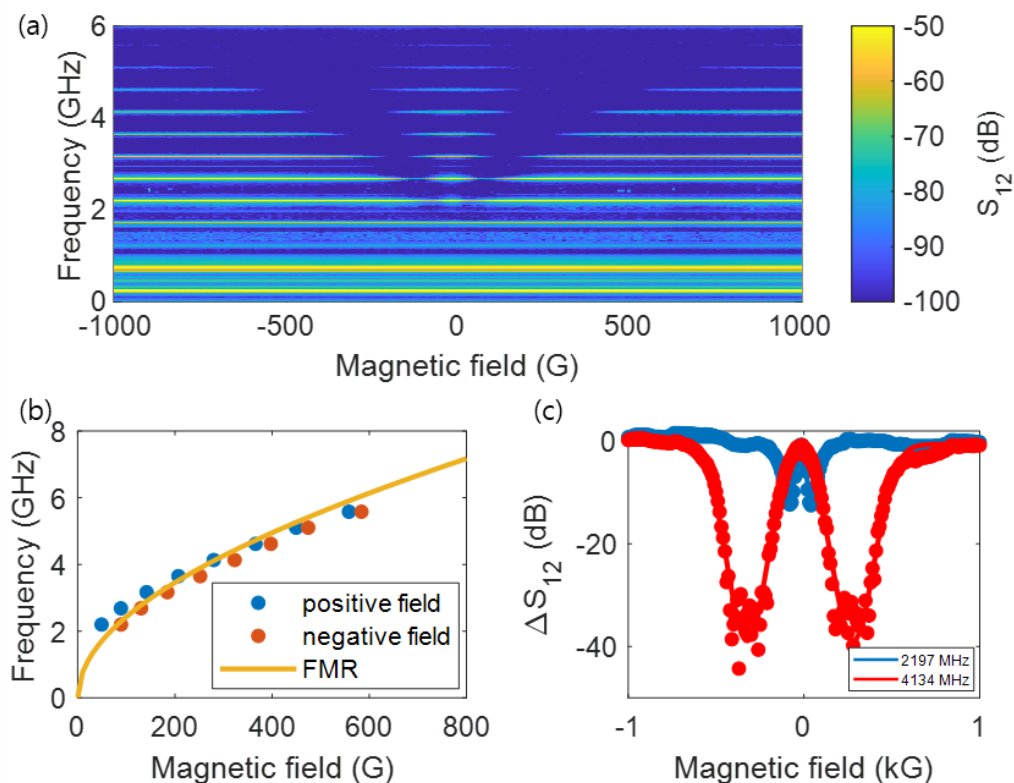 (a)
6
4
2
0
Frequency (GHz)
-1000
-500
0
500
1000
Magnetic field (G)
-50
-60
-70
-80
-90
-100
S12 (dB)
(b)
8
6
4
2
0
Frequency (GHz)
positive field
negative field
FMR
0
200
400
600
800
Magnetic field (G)
(c)
0
-20
-40
ΔS12 (dB)
2197 MHz
4134 MHz
-1
0
1
Magnetic field (kG)